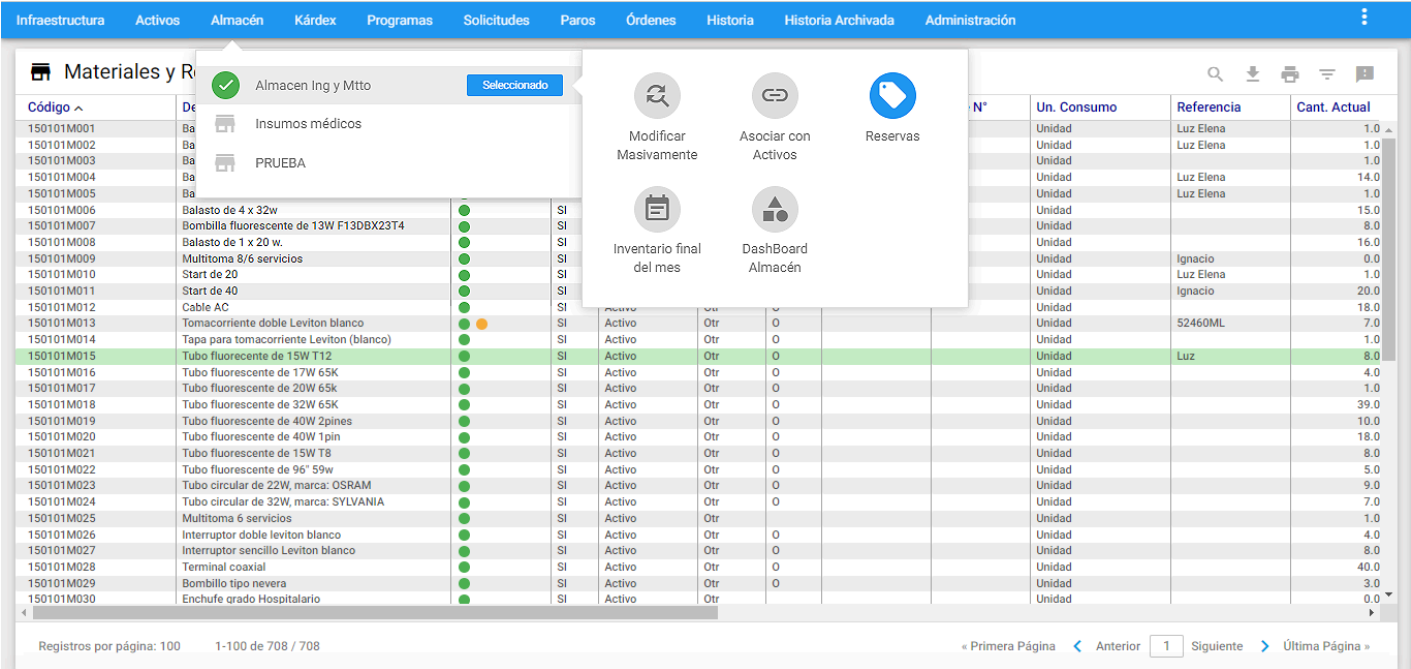 Infraestructura Activos Almacén Kárdex Programas Solicitudes Paros Órdenes Historia Historia Archivada Administración
Materiales y R
Almacen Ing y Mtto Seleccionado
Insumos médicos
PRUEBA
Modificar Masivamente
Asociar con Activos
Reservas
Inventario final del mes
DashBoard Almacén
Código De N° Un. Consumo Referencia Cant. Actual
150101M001 Ba Unidad Luz Elena 1.0
150101M002 Ba Unidad Luz Elena 1.0
150101M003 Ba Unidad 1.0
150101M004 Ba Unidad Luz Elena 14.0
150101M005 Ba Unidad Luz Elena 1.0
150101M006 Balasto de 4 x 32w SI Unidad 15.0
150101M007 Bombilla fluorescente de 13W F13DBX23T4 SI Unidad 8.0
150101M008 Balasto de 1 x 20 w. SI Unidad 16.0
150101M009 Multitoma 8/6 servicios SI Unidad Ignacio 0.0
150101M010 Start de 20 SI Unidad Luz Elena 1.0
150101M011 Start de 40 SI Unidad Ignacio 20.0
150101M012 Cable AC SI Activo Otr O Unidad 18.0
150101M013 Tomacorriente doble Leviton blanco SI Activo Otr O Unidad 52460ML 7.0
150101M014 Tapa para tomacorriente Leviton (blanco) SI Activo Otr O Unidad 1.0
150101M015 Tubo fluorecente de 15W T12 SI Activo Otr O Unidad Luz 8.0
150101M016 Tubo fluorescente de 17W 65K SI Activo Otr O Unidad 4.0
150101M017 Tubo fluorescente de 20W 65k SI Activo Otr O Unidad 1.0
150101M018 Tubo fluorescente de 32W 65K SI Activo Otr O Unidad 39.0
150101M019 Tubo fluorescente de 40W 2pines SI Activo Otr O Unidad 10.0
150101M020 Tubo fluorescente de 40W 1pin SI Activo Otr O Unidad 18.0
150101M021 Tubo fluorescente de 15W T8 SI Activo Otr O Unidad 8.0
150101M022 Tubo fluorescente de 96" 59w SI Activo Otr O Unidad 5.0
150101M023 Tubo circular de 22W, marca: OSRAM SI Activo Otr O Unidad 9.0
150101M024 Tubo circular de 32W, marca: SYLVANIA SI Activo Otr O Unidad 7.0
150101M025 Multitoma 6 servicios SI Activo Otr Unidad 1.0
150101M026 Interruptor doble leviton blanco SI Activo Otr O Unidad 4.0
150101M027 Interruptor sencillo Leviton blanco SI Activo Otr O Unidad 8.0
150101M028 Terminal coaxial SI Activo Otr O Unidad 40.0
150101M029 Bombillo tipo nevera SI Activo Otr O Unidad 3.0
150101M030 Enchufe grado Hospitalario SI Activo Otr Unidad 0.0
Registros por página: 100 1-100 de 708 / 708 « Primera Página Anterior 1 Siguiente Última Página »